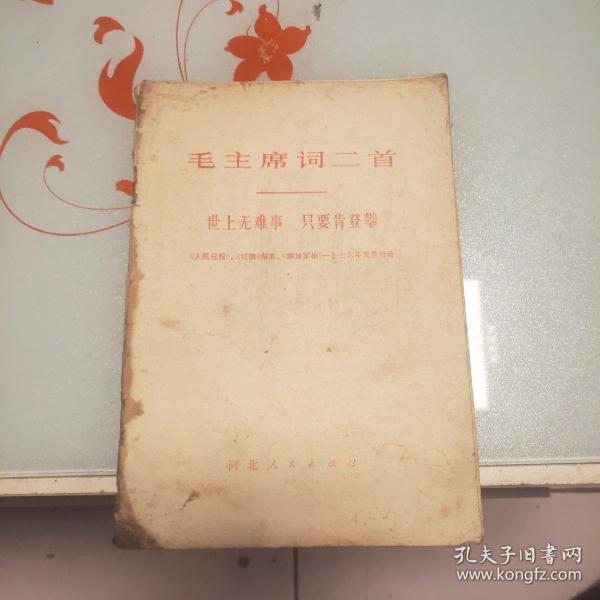 毛主席词二首
世上无难事 只要肯登攀
《人民日报》、《红旗》杂志、《解放军报》一九七六年元旦社论
河北人民出版社
孔夫子旧书网
www.kongfz.com